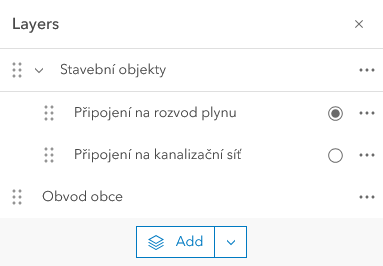 Layers
Stavební objekty
Připojení na rozvod plynu
Připojení na kanalizační síť
Obvod obce
Add